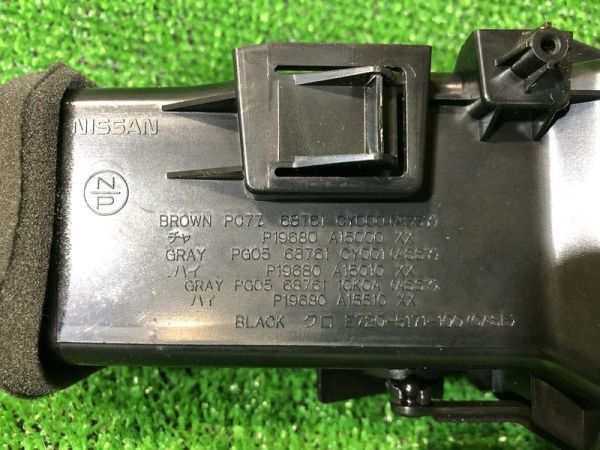 NISSAN
N
P
BROWN PC7Z 68761 CY000 (ASSY)
チャ P19680 A15000 XX
GRAY PG05 68761 CY001 (ASSY)
ハイ P19680 A15010 XX
GRAY PG05 68761 1GK0A (ASSY)
ハイ P19680 A15510 XX
BLACK クロ